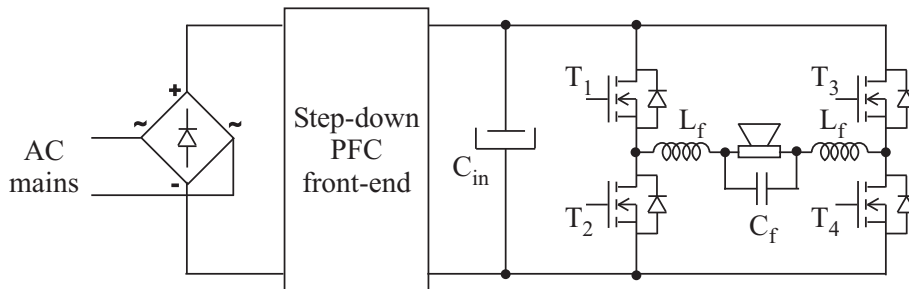 AC
mains
~
+
~
-
Step-down
PFC
front-end
C_in
T_1
T_2
L_f
C_f
L_f
T_3
T_4